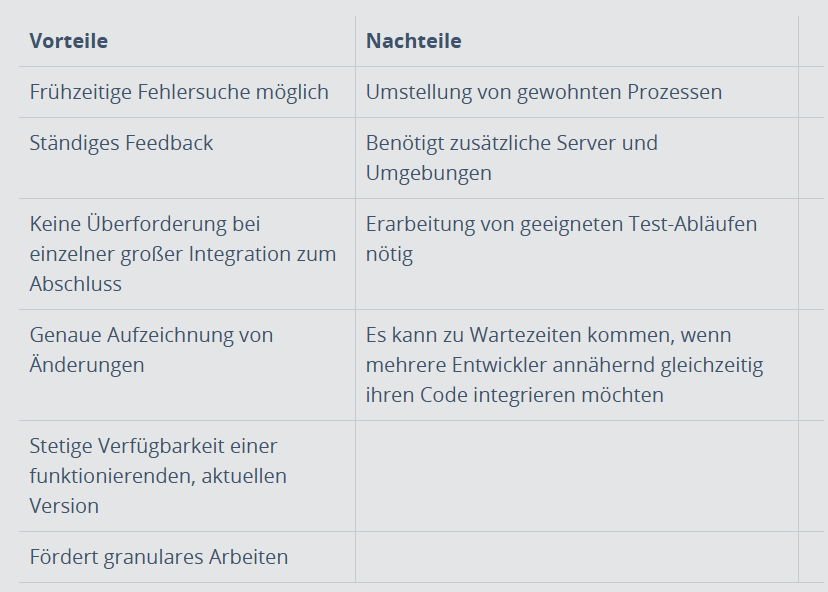 Vorteile
Nachteile
Frühzeitige Fehlersuche möglich
Umstellung von gewohnten Prozessen
Ständiges Feedback
Benötigt zusätzliche Server und
Umgebungen
Keine Überforderung bei
einzelner großer Integration zum
Abschluss
Erarbeitung von geeigneten Test-Abläufen
nötig
Genaue Aufzeichnung von
Änderungen
Es kann zu Wartezeiten kommen, wenn
mehrere Entwickler annähernd gleichzeitig
ihren Code integrieren möchten
Stetige Verfügbarkeit einer
funktionierenden, aktuellen
Version
Fördert granulares Arbeiten